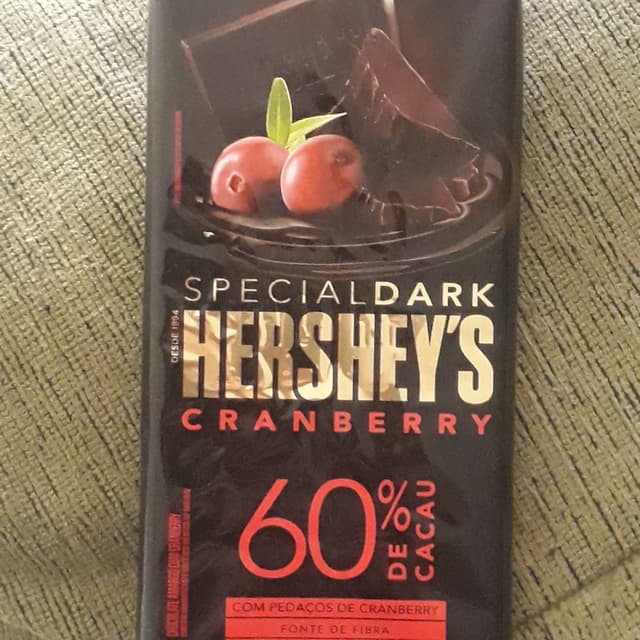 SPECIALDARK
DESDE 1894
HERSHEY'S
CRANBERRY
60%
DE CACAU
COM PEDAÇOS DE CRANBERRY
FONTE DE FIBRA